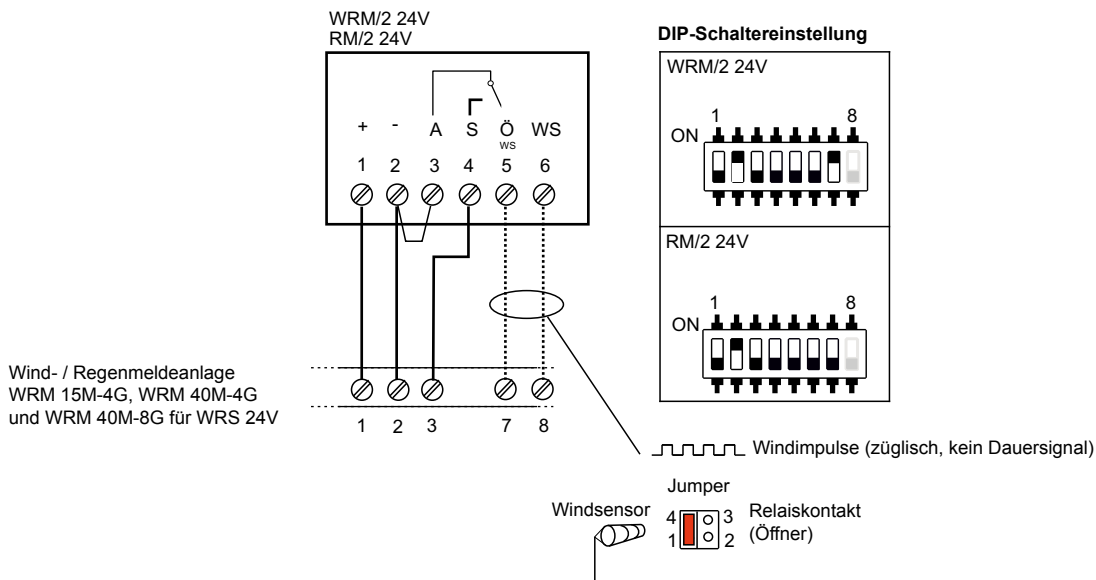 WRM/2 24V
RM/2 24V
+ - A S Ö WS
WS
1 2 3 4 5 6
DIP-Schaltereinstellung
WRM/2 24V
1 8
ON
RM/2 24V
1 8
ON
Wind- / Regenmeldeanlage
WRM 15M-4G, WRM 40M-4G
und WRM 40M-8G für WRS 24V
1 2 3 7 8
Windimpulse (züglisch, kein Dauersignal)
Jumper
Windsensor
4 3
1 2
Relaiskontakt
(Öffner)